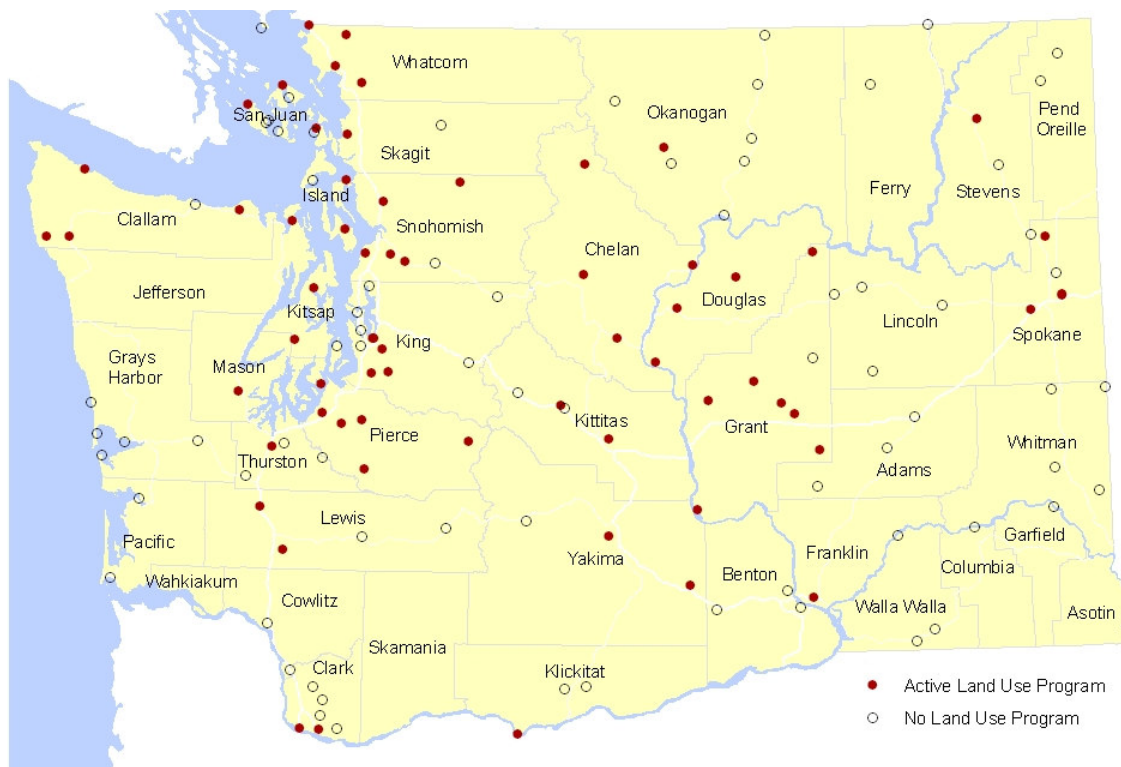 Whatcom
San Juan
Okanogan
Pend
Oreille
Skagit
Island
Ferry
Stevens
Clallam
Snohomish
Chelan
Jefferson
Kitsap
Douglas
Lincoln
Spokane
King
Grays
Harbor
Mason
Kittitas
Grant
Pierce
Whitman
Thurston
Adams
Lewis
Pacific
Yakima
Franklin
Garfield
Benton
Columbia
Wahkiakum
Cowlitz
Walla Walla
Asotin
Skamania
Clark
Klickitat
Active Land Use Program
No Land Use Program